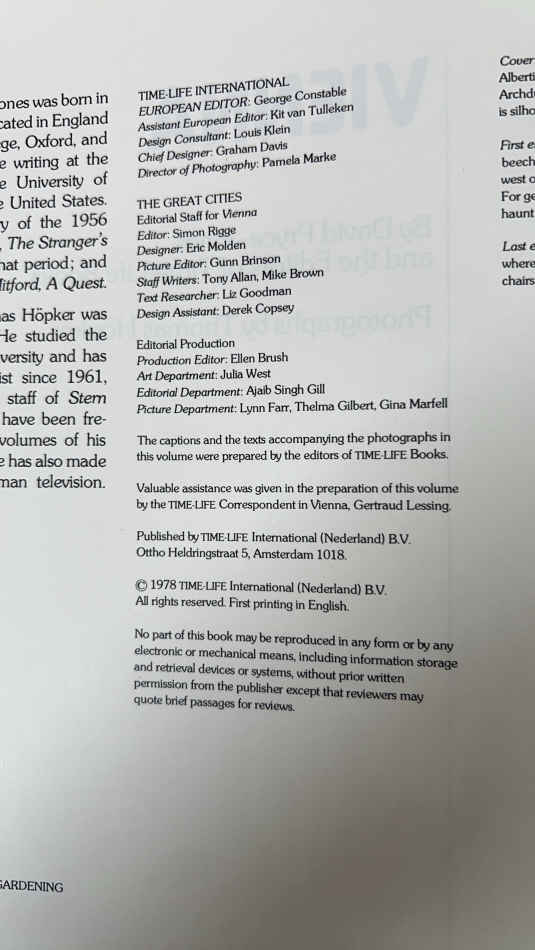 ones was born in
cated in England
ge, Oxford, and
e writing at the
e University of
e United States.
y of the 1956
, The Stranger's
hat period; and
Mitford, A Quest.
as Höpker was
He studied the
versity and has
ist since 1961,
staff of Stern
have been fre-
volumes of his
e has also made
man television.
GARDENING
TIME-LIFE INTERNATIONAL
EUROPEAN EDITOR: George Constable
Assistant European Editor: Kit van Tulleken
Design Consultant: Louis Klein
Chief Designer: Graham Davis
Director of Photography: Pamela Marke
THE GREAT CITIES
Editorial Staff for Vienna
Editor: Simon Rigge
Designer: Eric Molden
Picture Editor: Gunn Brinson
Staff Writers: Tony Allan, Mike Brown
Text Researcher: Liz Goodman
Design Assistant: Derek Copsey
Editorial Production
Production Editor: Ellen Brush
Art Department: Julia West
Editorial Department: Ajaib Singh Gill
Picture Department: Lynn Farr, Thelma Gilbert, Gina Marfell
The captions and the texts accompanying the photographs in
this volume were prepared by the editors of TIME-LIFE Books.
Valuable assistance was given in the preparation of this volume
by the TIME-LIFE Correspondent in Vienna, Gertraud Lessing.
Published by TIME-LIFE International (Nederland) B.V.
Ottho Heldringstraat 5, Amsterdam 1018.
© 1978 TIME-LIFE International (Nederland) B.V.
All rights reserved. First printing in English.
No part of this book may be reproduced in any form or by any
electronic or mechanical means, including information storage
and retrieval devices or systems, without prior written
permission from the publisher except that reviewers may
quote brief passages for reviews.
Cover
Alberti
Archdu
is silho
First e
beech
west o
For ge
haunt
Last e
where
chairs